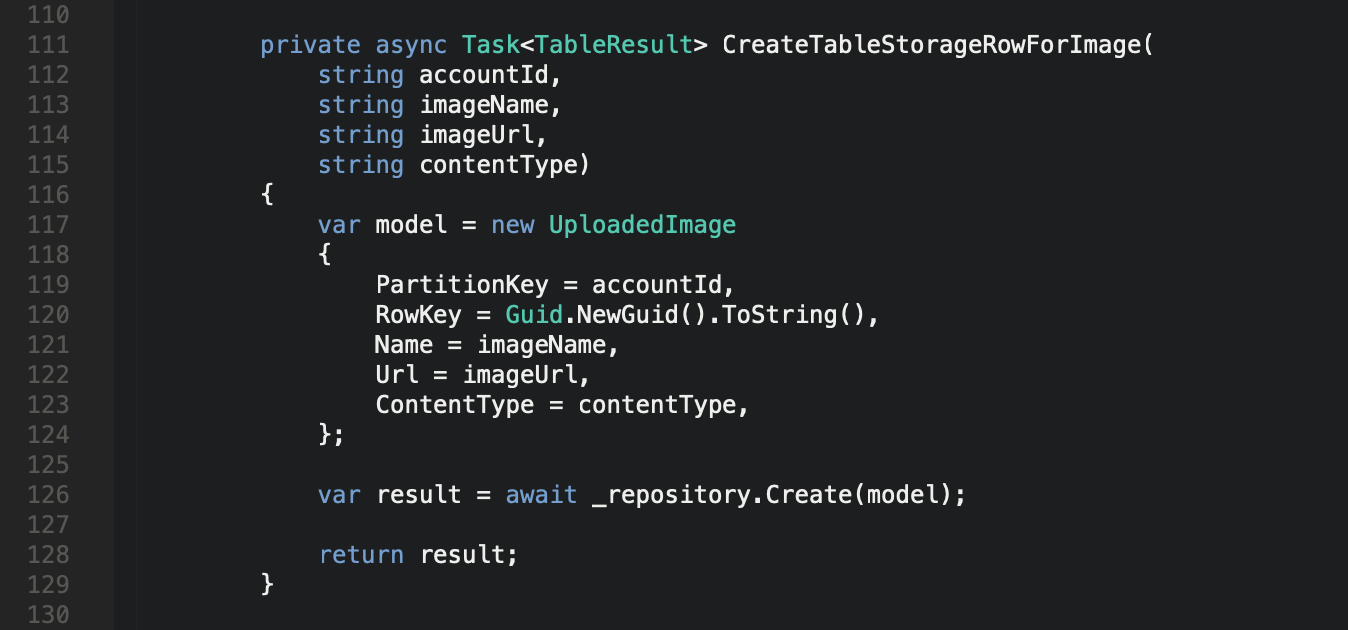 110
111 private async Task<TableResult> CreateTableStorageRowForImage(
112 string accountId,
113 string imageName,
114 string imageUrl,
115 string contentType)
116 {
117 var model = new UploadedImage
118 {
119 PartitionKey = accountId,
120 RowKey = Guid.NewGuid().ToString(),
121 Name = imageName,
122 Url = imageUrl,
123 ContentType = contentType,
124 };
125
126 var result = await _repository.Create(model);
127
128 return result;
129 }
130